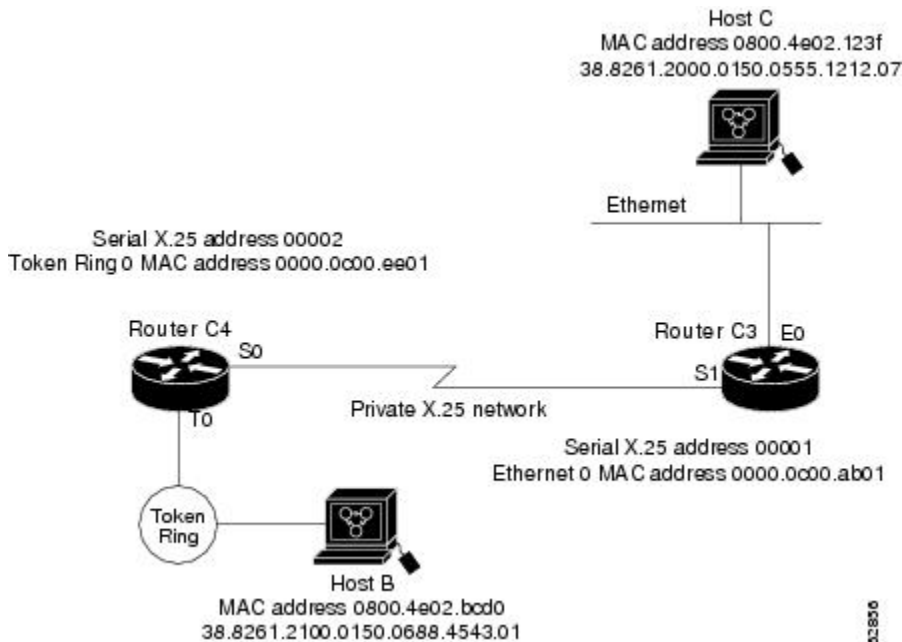 Host C
MAC address 0800.4e02.123f
38.8261.2000.0150.0555.1212.07
Ethernet
Serial X.25 address 00002
Token Ring 0 MAC address 0000.0c00.ee01
Router C4
S0
Router C3
E0
S1
T0
Private X.25 network
Serial X.25 address 00001
Ethernet 0 MAC address 0000.0c00.ab01
Token
Ring
Host B
MAC address 0800.4e02.bcd0
38.8261.2100.0150.0688.4543.01